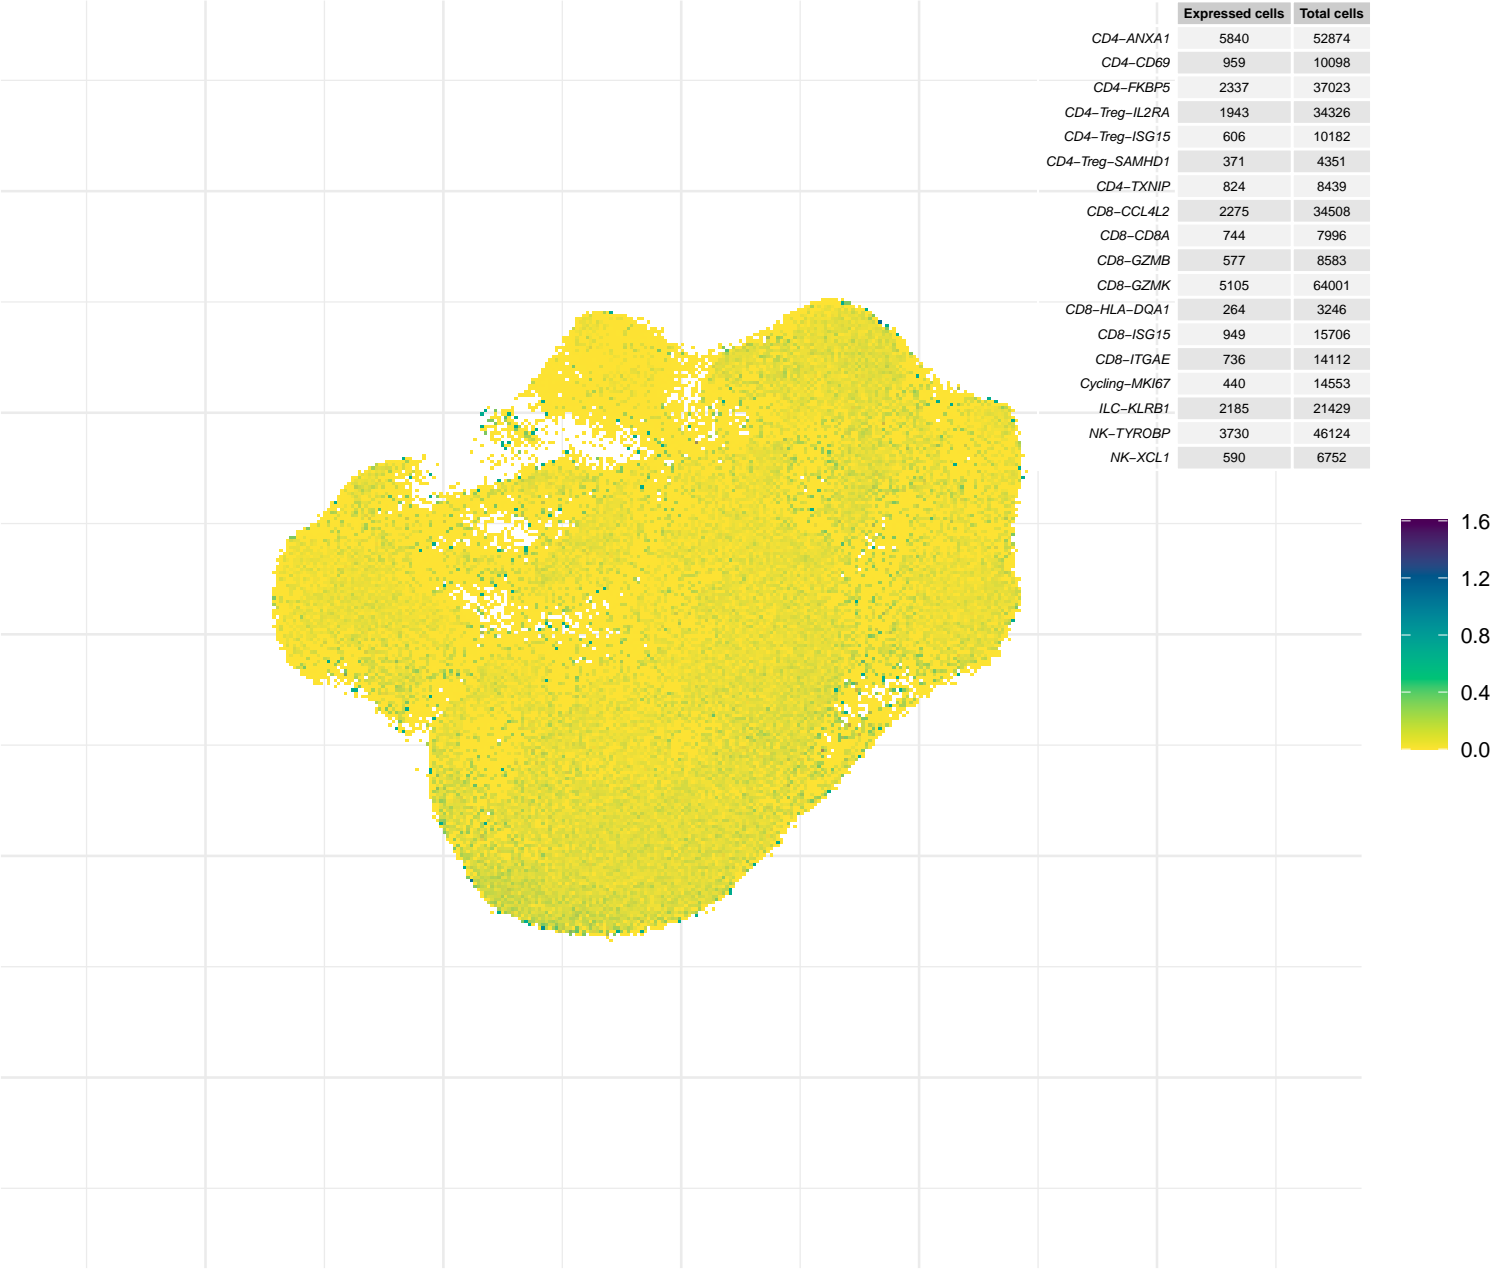 Expressed cells Total cells
CD4−ANXA1 5840 52874
CD4−CD69 959 10098
CD4−FKBP5 2337 37023
CD4−Treg−IL2RA 1943 34326
CD4−Treg−ISG15 606 10182
CD4−Treg−SAMHD1 371 4351
CD4−TXNIP 824 8439
CD8−CCL4L2 2275 34508
CD8−CD8A 744 7996
CD8−GZMB 577 8583
CD8−GZMK 5105 64001
CD8−HLA−DQA1 264 3246
CD8−ISG15 949 15706
CD8−ITGAE 736 14112
Cycling−MKI67 440 14553
ILC−KLRB1 2185 21429
NK−TYROBP 3730 46124
NK−XCL1 590 6752
1.6
1.2
0.8
0.4
0.0